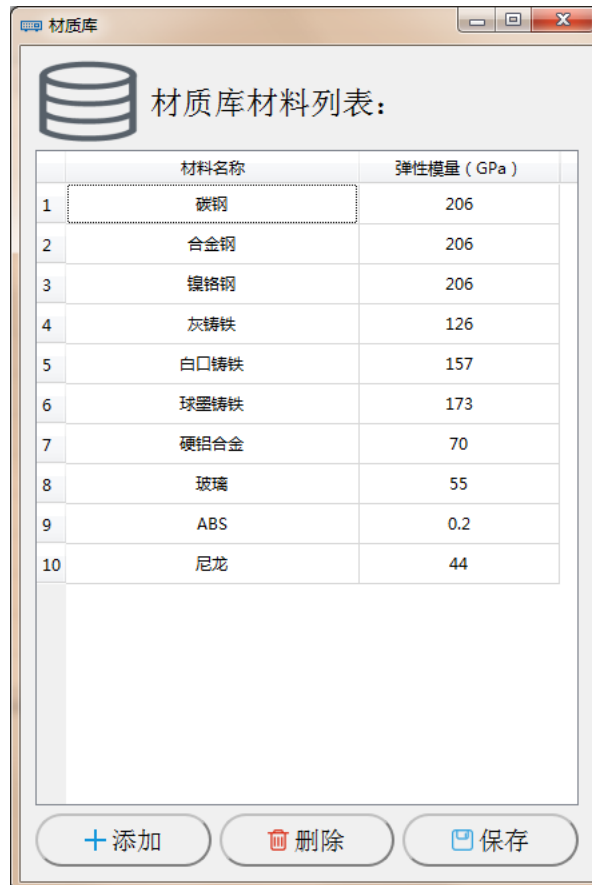 材质库
材质库材料列表：
材料名称 弹性模量（GPa）
1 碳钢 206
2 合金钢 206
3 镍铬钢 206
4 灰铸铁 126
5 白口铸铁 157
6 球墨铸铁 173
7 硬铝合金 70
8 玻璃 55
9 ABS 0.2
10 尼龙 44
添加 删除 保存